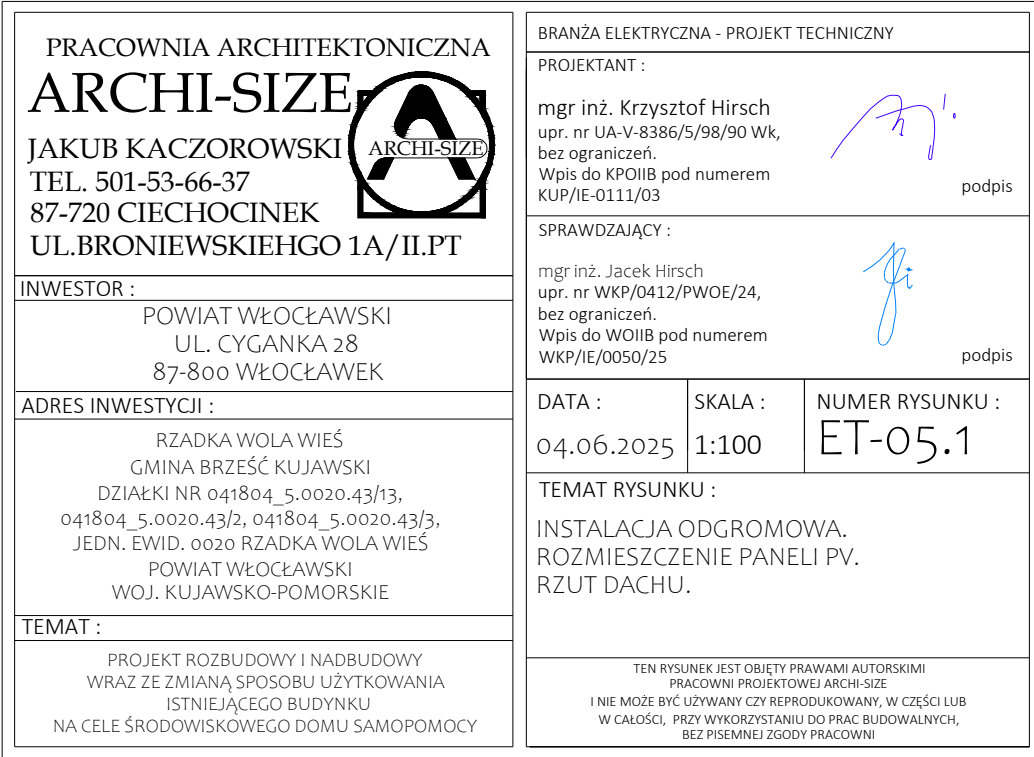 PRACOWNIA ARCHITEKTONICZNA
ARCHI-SIZE
ARCHI-SIZE
JAKUB KACZOROWSKI
TEL. 501-53-66-37
87-720 CIECHOCINEK
UL.BRONIEWSKIEHGO 1A/II.PT
INWESTOR :
POWIAT WŁOCŁAWSKI
UL. CYGANKA 28
87-800 WŁOCŁAWEK
ADRES INWESTYCJI :
RZADKA WOLA WIEŚ
GMINA BRZEŚĆ KUJAWSKI
DZIAŁKI NR 041804_5.0020.43/13,
041804_5.0020.43/2, 041804_5.0020.43/3,
JEDN. EWID. 0020 RZADKA WOLA WIEŚ
POWIAT WŁOCŁAWSKI
WOJ. KUJAWSKO-POMORSKIE
TEMAT :
PROJEKT ROZBUDOWY I NADBUDOWY
WRAZ ZE ZMIANĄ SPOSOBU UŻYTKOWANIA
ISTNIEJĄCEGO BUDYNKU
NA CELE ŚRODOWISKOWEGO DOMU SAMOPOMOCY
BRANŻA ELEKTRYCZNA - PROJEKT TECHNICZNY
PROJEKTANT :
mgr inż. Krzysztof Hirsch
upr. nr UA-V-8386/5/98/90 Wk,
bez ograniczeń.
Wpis do KPOIIB pod numerem
KUP/IE-0111/03
podpis
SPRAWDZAJĄCY :
mgr inż. Jacek Hirsch
upr. nr WKP/0412/PWOE/24,
bez ograniczeń.
Wpis do WOIIB pod numerem
WKP/IE/0050/25
podpis
DATA :
04.06.2025
SKALA :
1:100
NUMER RYSUNKU :
ET-05.1
TEMAT RYSUNKU :
INSTALACJA ODGROMOWA.
ROZMIESZCZENIE PANELI PV.
RZUT DACHU.
TEN RYSUNEK JEST OBJĘTY PRAWAMI AUTORSKIMI
PRACOWNI PROJEKTOWEJ ARCHI-SIZE
I NIE MOŻE BYĆ UŻYWANY CZY REPRODUKOWANY, W CZĘŚCI LUB
W CAŁOŚCI, PRZY WYKORZYSTANIU DO PRAC BUDOWALNYCH,
BEZ PISEMNEJ ZGODY PRACOWNI